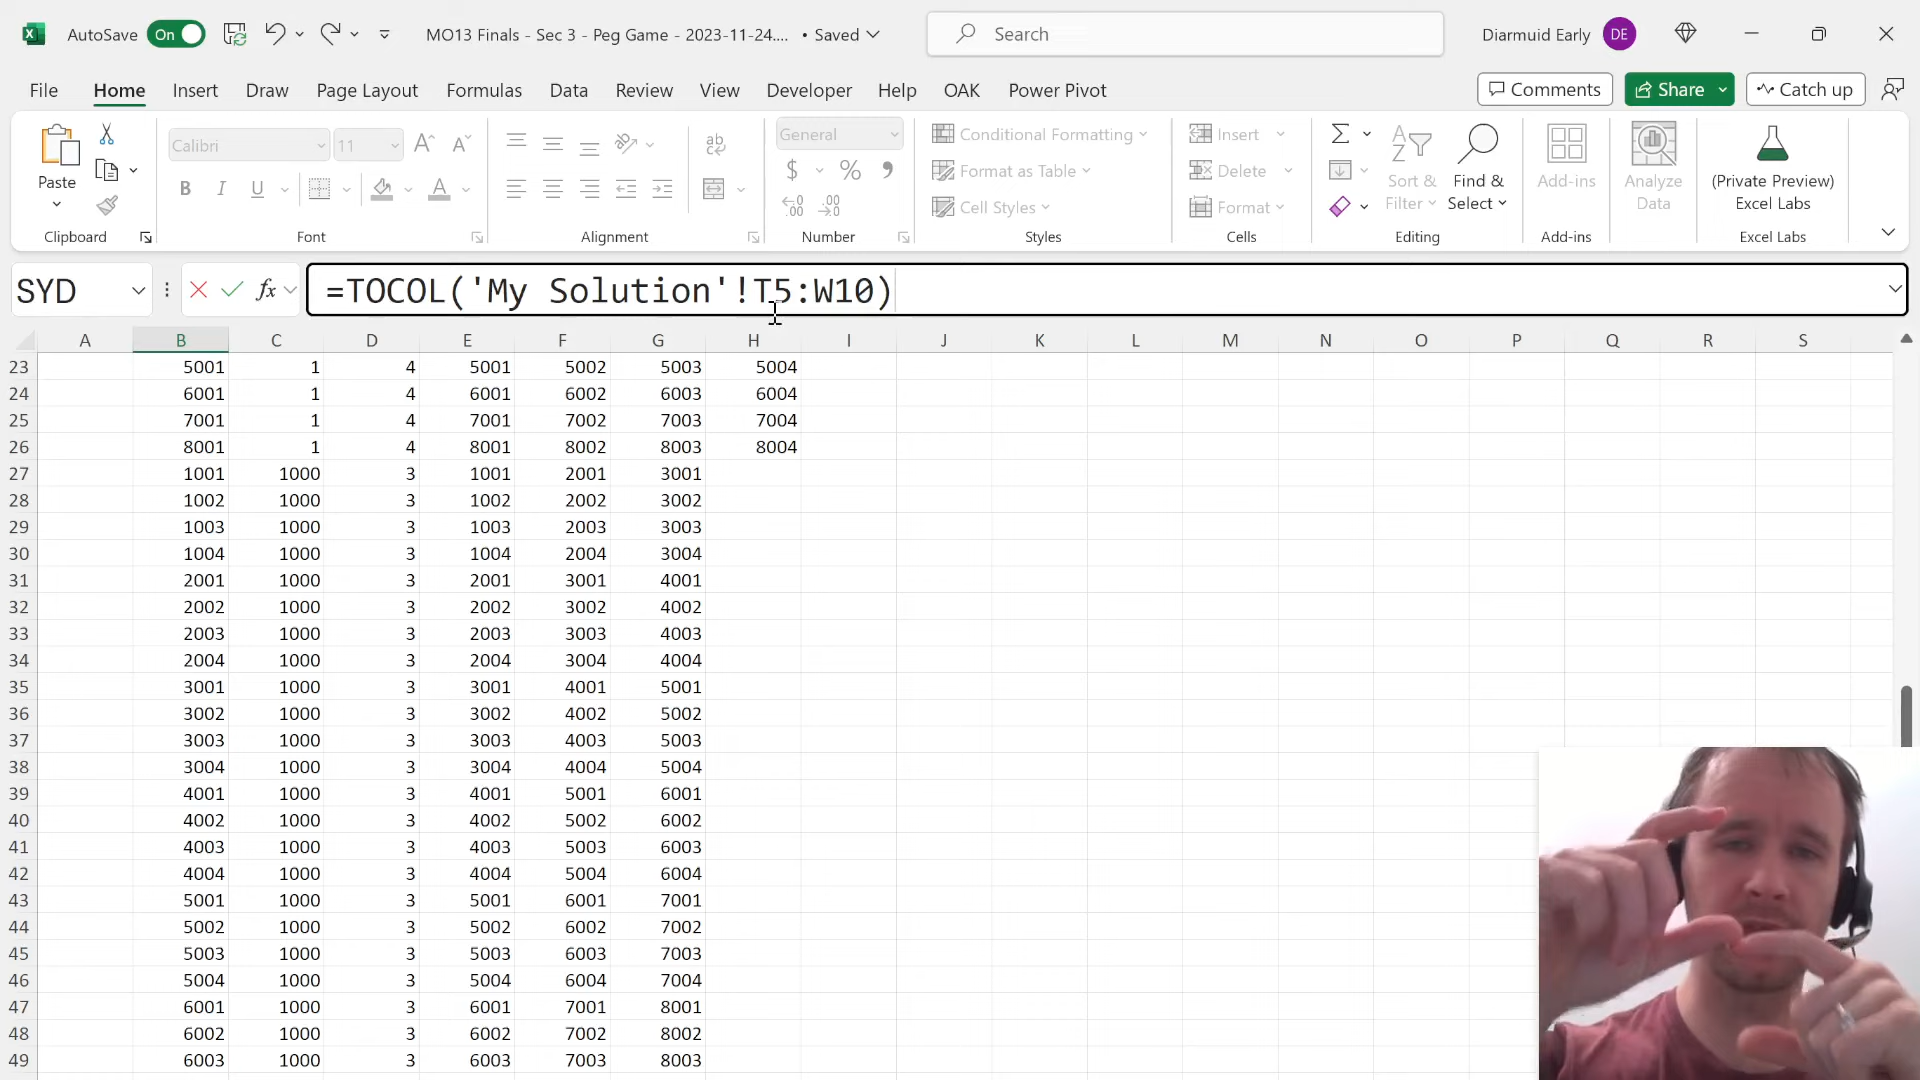 AutoSave On MO13 Finals - Sec 3 - Peg Game - 2023-11-24.... • Saved Search Diarmuid Early DE
File Home Insert Draw Page Layout Formulas Data Review View Developer Help OAK Power Pivot Comments Share Catch up
Paste
Clipboard
Calibri 11
B I U
Font
Alignment
General
$ % ,
Number
Conditional Formatting
Format as Table
Cell Styles
Styles
Insert
Delete
Format
Cells
Sort & Filter
Find & Select
Editing
Add-ins
Add-ins
Analyze Data
(Private Preview) Excel Labs
Excel Labs
SYD fx =TOCOL('My Solution'!T5:W10)
A B C D E F G H I J K L M N O P Q R S
23 5001 1 4 5001 5002 5003 5004
24 6001 1 4 6001 6002 6003 6004
25 7001 1 4 7001 7002 7003 7004
26 8001 1 4 8001 8002 8003 8004
27 1001 1000 3 1001 2001 3001
28 1002 1000 3 1002 2002 3002
29 1003 1000 3 1003 2003 3003
30 1004 1000 3 1004 2004 3004
31 2001 1000 3 2001 3001 4001
32 2002 1000 3 2002 3002 4002
33 2003 1000 3 2003 3003 4003
34 2004 1000 3 2004 3004 4004
35 3001 1000 3 3001 4001 5001
36 3002 1000 3 3002 4002 5002
37 3003 1000 3 3003 4003 5003
38 3004 1000 3 3004 4004 5004
39 4001 1000 3 4001 5001 6001
40 4002 1000 3 4002 5002 6002
41 4003 1000 3 4003 5003 6003
42 4004 1000 3 4004 5004 6004
43 5001 1000 3 5001 6001 7001
44 5002 1000 3 5002 6002 7002
45 5003 1000 3 5003 6003 7003
46 5004 1000 3 5004 6004 7004
47 6001 1000 3 6001 7001 8001
48 6002 1000 3 6002 7002 8002
49 6003 1000 3 6003 7003 8003